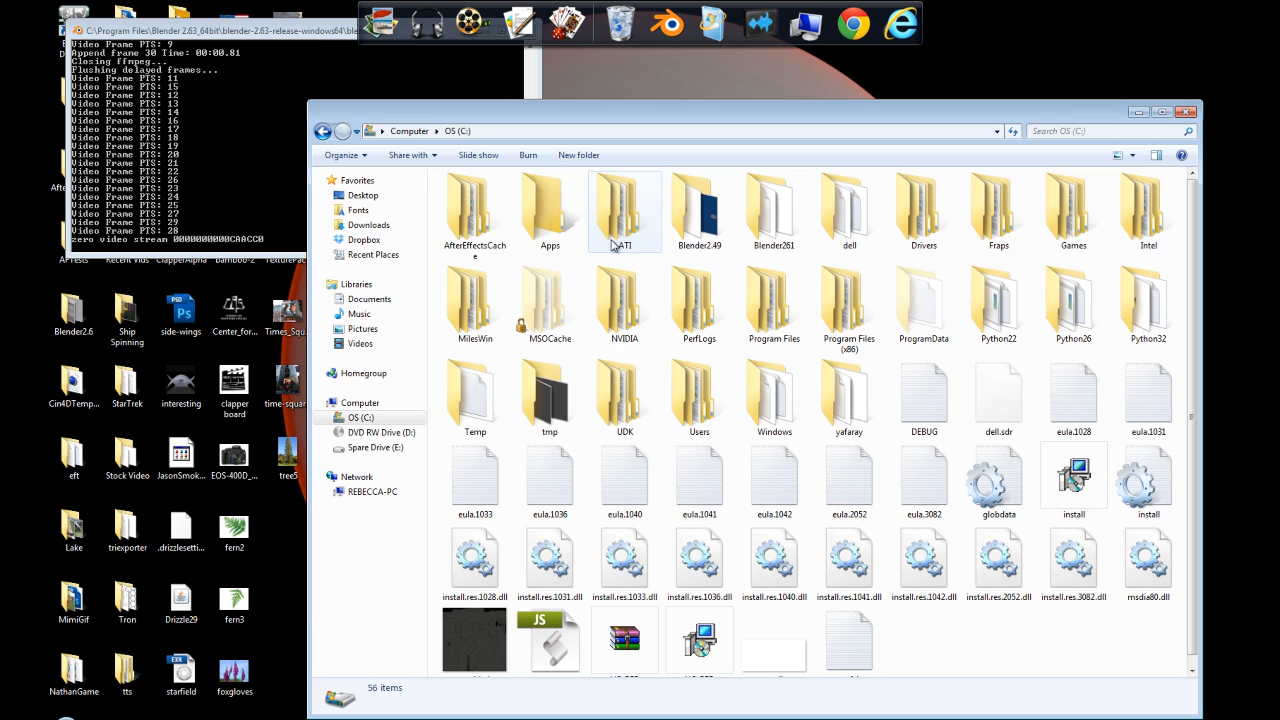 C:\Program Files\Blender 2.63_64bit\blender-2.63-release-windows64\ble
Video Frame PTS: 9
Append frame 30 Time: 00:00.81
Closing ffmpeg...
Flushing delayed frames...
Video Frame PTS: 11
Video Frame PTS: 15
Video Frame PTS: 12
Video Frame PTS: 13
Video Frame PTS: 14
Video Frame PTS: 16
Video Frame PTS: 17
Video Frame PTS: 18
Video Frame PTS: 19
Video Frame PTS: 20
Video Frame PTS: 21
Video Frame PTS: 22
Video Frame PTS: 26
Video Frame PTS: 23
Video Frame PTS: 24
Video Frame PTS: 25
Video Frame PTS: 27
Video Frame PTS: 29
Video Frame PTS: 28
zero video stream 0000000000CAACC0
Blender2.6
Ship Spinning
side-wings
Center_for...
Times_Squ...
Cin4DTemp...
StarTrek
interesting
clapper board
time-square
eft
Stock Video
JasonSmok...
EOS-400D_...
tree5
Lake
triexporter
.drizzlesetti...
fern2
MimiGif
Tron
Drizzle29
fern3
NathanGame
tts
starfield
foxgloves
Computer
OS (C:)
Search OS (C:)
Organize
Share with
Slide show
Burn
New folder
Favorites
Desktop
Fonts
Downloads
Dropbox
Recent Places
Libraries
Documents
Music
Pictures
Videos
Homegroup
Computer
OS (C:)
DVD RW Drive (D:)
Spare Drive (E:)
Network
REBECCA-PC
AfterEffectsCache
Apps
ATI
Blender2.49
Blender261
dell
Drivers
Fraps
Games
Intel
MilesWin
MSOCache
NVIDIA
PerfLogs
Program Files
Program Files (x86)
ProgramData
Python22
Python26
Python32
Temp
tmp
UDK
Users
Windows
yafaray
DEBUG
dell.sdr
eula.1028
eula.1031
eula.1033
eula.1036
eula.1040
eula.1041
eula.1042
eula.2052
eula.3082
globdata
install
install
install.res.1028.dll
install.res.1031.dll
install.res.1033.dll
install.res.1036.dll
install.res.1040.dll
install.res.1041.dll
install.res.1042.dll
install.res.2052.dll
install.res.3082.dll
msdia80.dll
JS
56 items